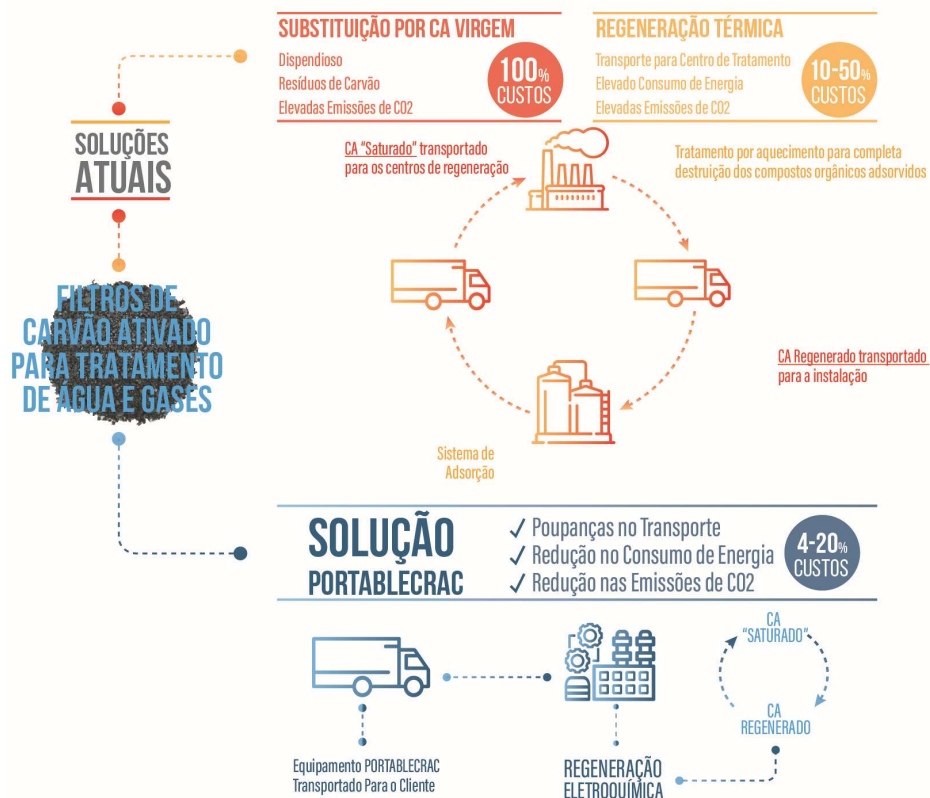 SUBSTITUIÇÃO POR CA VIRGEM
Dispendioso
Resíduos de Carvão
Elevadas Emissões de CO2
100%
CUSTOS
REGENERAÇÃO TÉRMICA
Transporte para Centro de Tratamento
Elevado Consumo de Energia
Elevadas Emissões de CO2
10-50%
CUSTOS
SOLUÇÕES
ATUAIS
CA "Saturado" transportado
para os centros de regeneração
Tratamento por aquecimento para completa
destruição dos compostos orgânicos adsorvidos
FILTROS DE
CARVÃO ATIVADO
PARA TRATAMENTO
DE ÁGUA E GASES
CA Regenerado transportado
para a instalação
Sistema de
Adsorção
SOLUÇÃO
PORTABLECRAC
✓ Poupanças no Transporte
✓ Redução no Consumo de Energia
✓ Redução nas Emissões de CO2
4-20%
CUSTOS
CA
"SATURADO"
CA
REGENERADO
Equipamento PORTABLECRAC
Transportado Para o Cliente
REGENERAÇÃO
ELETROQUÍMICA